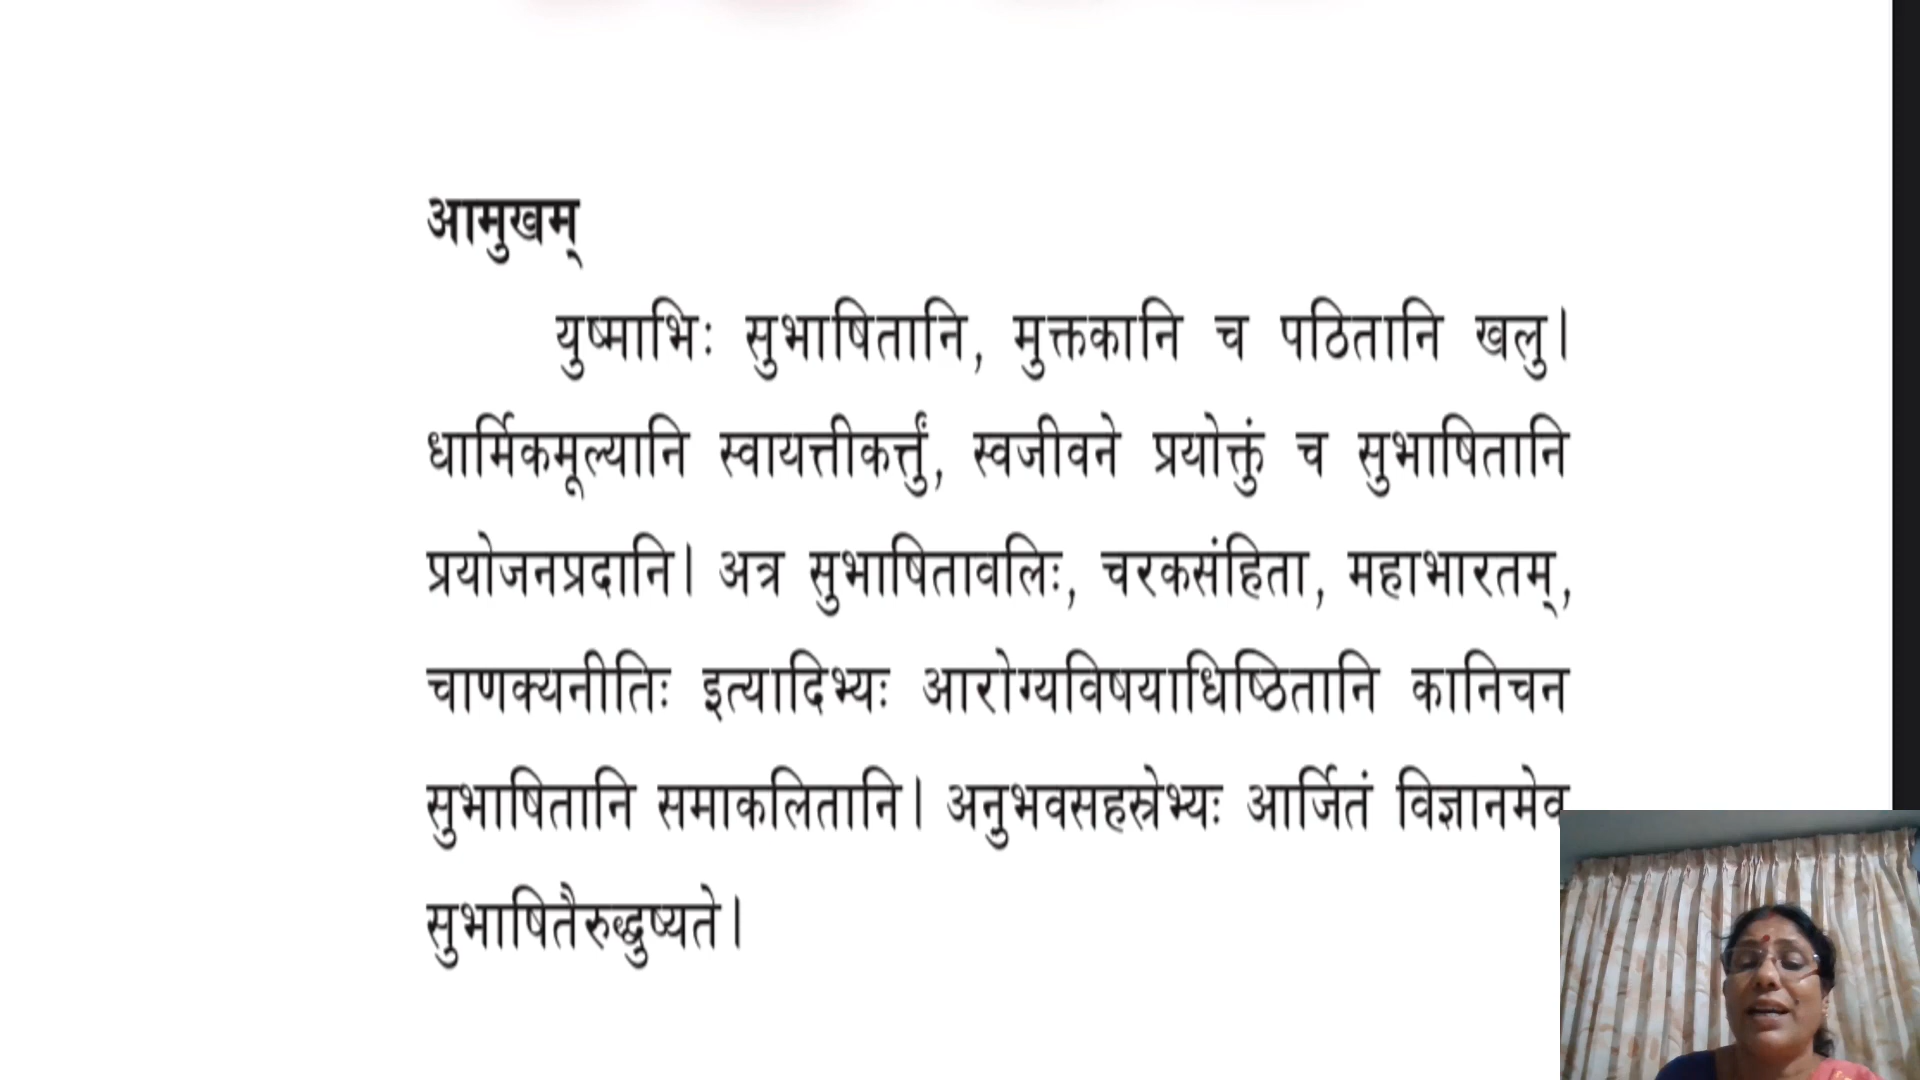 आमुखम्
युष्माभिः सुभाषितानि, मुक्तकानि च पठितानि खलु।
धार्मिकमूल्यानि स्वायत्तीकर्त्तुं, स्वजीवने प्रयोक्तुं च सुभाषितानि
प्रयोजनप्रदानि। अत्र सुभाषितावलिः, चरकसंहिता, महाभारतम्,
चाणक्यनीतिः इत्यादिभ्यः आरोग्यविषयाधिष्ठितानि कानिचन
सुभाषितानि समाकलितानि। अनुभवसहस्रेभ्यः आर्जितं विज्ञानमेव
सुभाषितैरुद्धुष्यते।